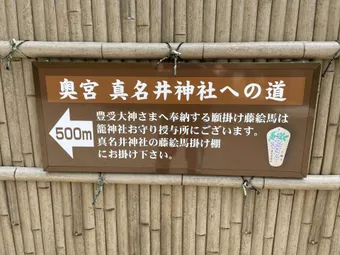 奥宮 真名井神社への道
500m
豊受大神さまへ奉納する願掛け藤絵馬は
籠神社お守り授与所にございます。
真名井神社の藤絵馬掛け棚
にお掛け下さい。